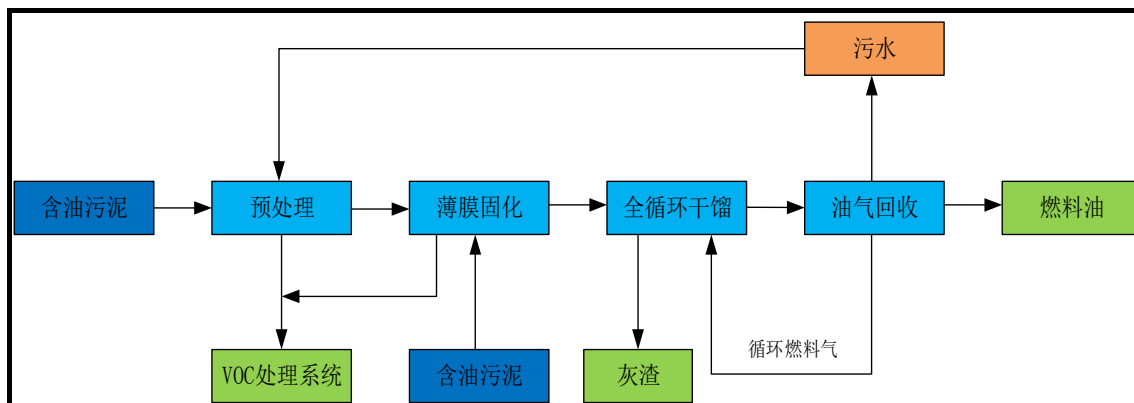 污水
含油污泥
预处理
薄膜固化
全循环干馏
油气回收
燃料油
循环燃料气
VOC处理系统
含油污泥
灰渣